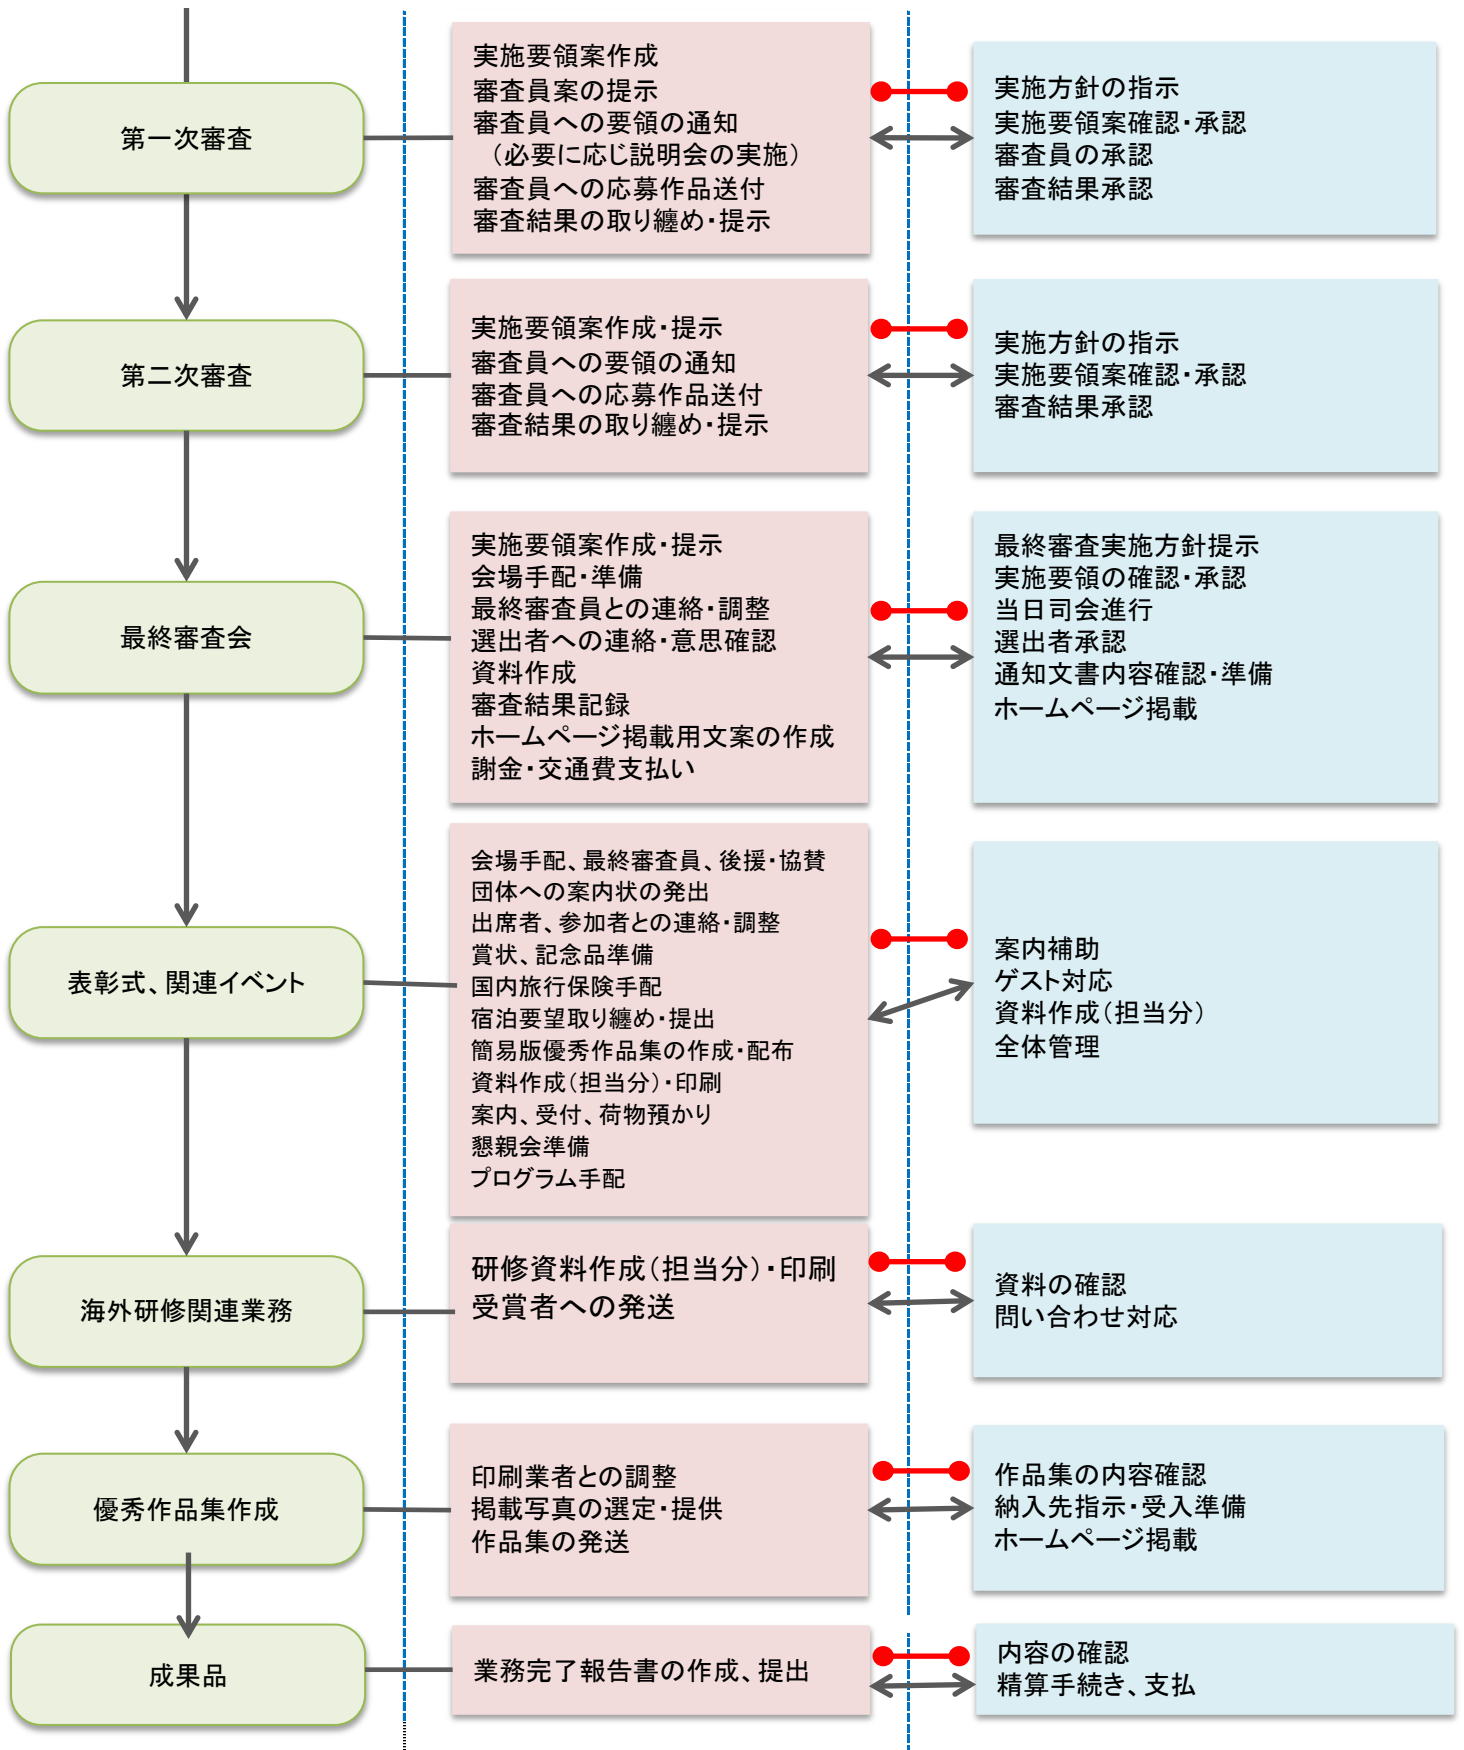 第一次審査
実施要領案作成
審査員案の提示
審査員への要領の通知
（必要に応じ説明会の実施）
審査員への応募作品送付
審査結果の取り纏め・提示
実施方針の指示
実施要領案確認・承認
審査員の承認
審査結果承認
第二次審査
実施要領案作成・提示
審査員への要領の通知
審査員への応募作品送付
審査結果の取り纏め・提示
実施方針の指示
実施要領案確認・承認
審査結果承認
最終審査会
実施要領案作成・提示
会場手配・準備
最終審査員との連絡・調整
選出者への連絡・意思確認
資料作成
審査結果記録
ホームページ掲載用文案の作成
謝金・交通費支払い
最終審査実施方針提示
実施要領の確認・承認
当日司会進行
選出者承認
通知文書内容確認・準備
ホームページ掲載
表彰式、関連イベント
会場手配、最終審査員、後援・協賛
団体への案内状の発出
出席者、参加者との連絡・調整
賞状、記念品準備
国内旅行保険手配
宿泊要望取り纏め・提出
簡易版優秀作品集の作成・配布
資料作成（担当分）・印刷
案内、受付、荷物預かり
懇親会準備
プログラム手配
案内補助
ゲスト対応
資料作成（担当分）
全体管理
海外研修関連業務
研修資料作成（担当分）・印刷
受賞者への発送
資料の確認
問い合わせ対応
優秀作品集作成
印刷業者との調整
掲載写真の選定・提供
作品集の発送
作品集の内容確認
納入先指示・受入準備
ホームページ掲載
成果品
業務完了報告書の作成、提出
内容の確認
精算手続き、支払